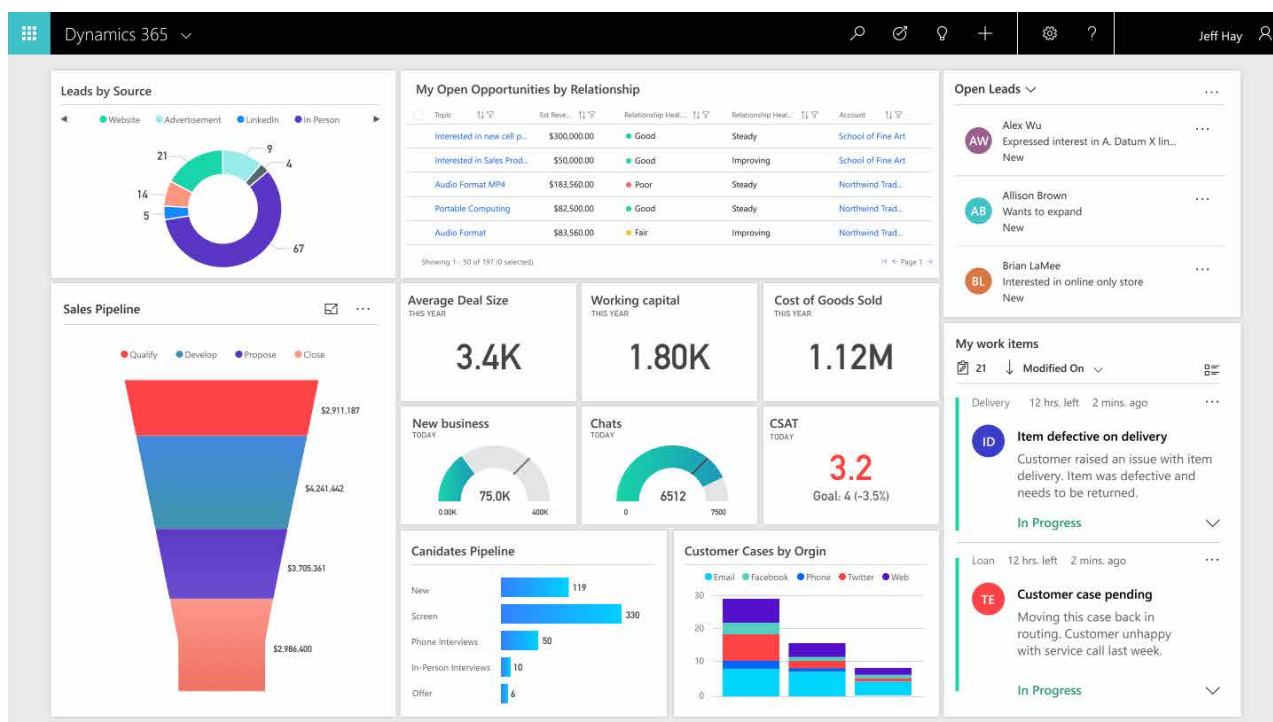 Dynamics 365
Jeff Hay
Leads by Source
Website Advertisement LinkedIn In Person
21
9
4
14
5
67
My Open Opportunities by Relationship
Topic Est Reve... Relationship Heal... Relationship Heal... Account
Interested in new cell p... $300,000.00 Good Steady School of Fine Art
Interested in Sales Prod... $50,000.00 Good Improving School of Fine Art
Audio Format MP4 $183,560.00 Poor Steady Northwind Trad...
Portable Computing $82,500.00 Good Steady Northwind Trad...
Audio Format $83,560.00 Fair Improving Northwind Trad...
Showing 1 - 50 of 197 (0 selected) Page 1
Open Leads
AW
Alex Wu
Expressed interest in A. Datum X lin...
New
AB
Allison Brown
Wants to expand
New
BL
Brian LaMee
Interested in online only store
New
Sales Pipeline
Qualify Develop Propose Close
$2,911,187
$4,241,442
$3,705,361
$2,986,400
Average Deal Size
THIS YEAR
3.4K
Working capital
THIS YEAR
1.80K
Cost of Goods Sold
THIS YEAR
1.12M
New business
TODAY
75.0K
0.00K 400K
Chats
TODAY
6512
0 7500
CSAT
TODAY
3.2
Goal: 4 (-3.5%)
Canidates Pipeline
New 119
Screen 330
Phone Interviews 50
In-Person Interviews 10
Offer 6
Customer Cases by Orgin
Email Facebook Phone Twitter Web
30
20
10
0
My work items
21 Modified On
Delivery 12 hrs. left 2 mins. ago
ID
Item defective on delivery
Customer raised an issue with item
delivery. Item was defective and
needs to be returned.
In Progress
Loan 12 hrs. left 2 mins. ago
TE
Customer case pending
Moving this case back in
routing. Customer unhappy
with service call last week.
In Progress